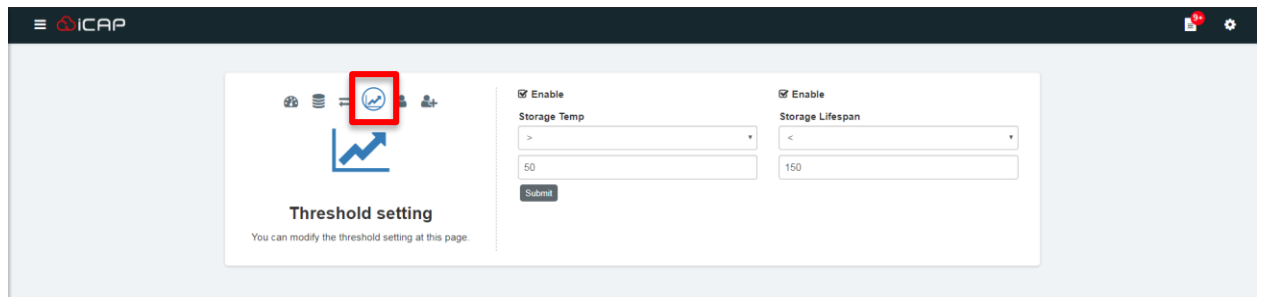 iCAP
9+
Enable
Storage Temp
>
50
Submit
Enable
Storage Lifespan
<
150
Threshold setting
You can modify the threshold setting at this page.